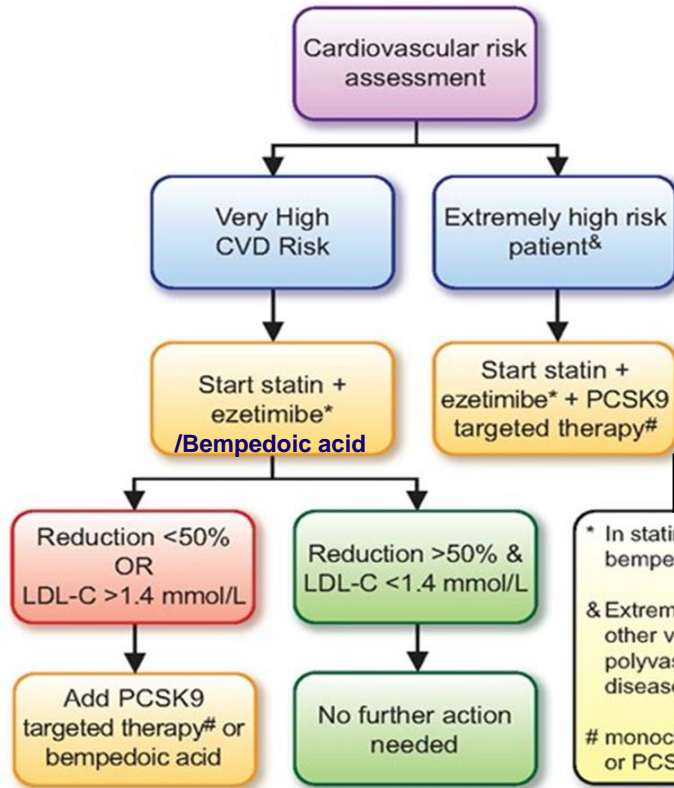 Cardiovascular risk
assessment
Very High
CVD Risk
Extremely high risk
patient&
Start statin +
ezetimibe*
/Bempedoic acid
Start statin +
ezetimibe* + PCSK9
targeted therapy#
Reduction <50%
OR
LDL-C >1.4 mmol/L
Reduction >50% &
LDL-C <1.4 mmol/L
Add PCSK9
targeted therapy# or
bempedoic acid
No further action
needed
* In
& Extrem
other v
disease
# monoc
or PCS